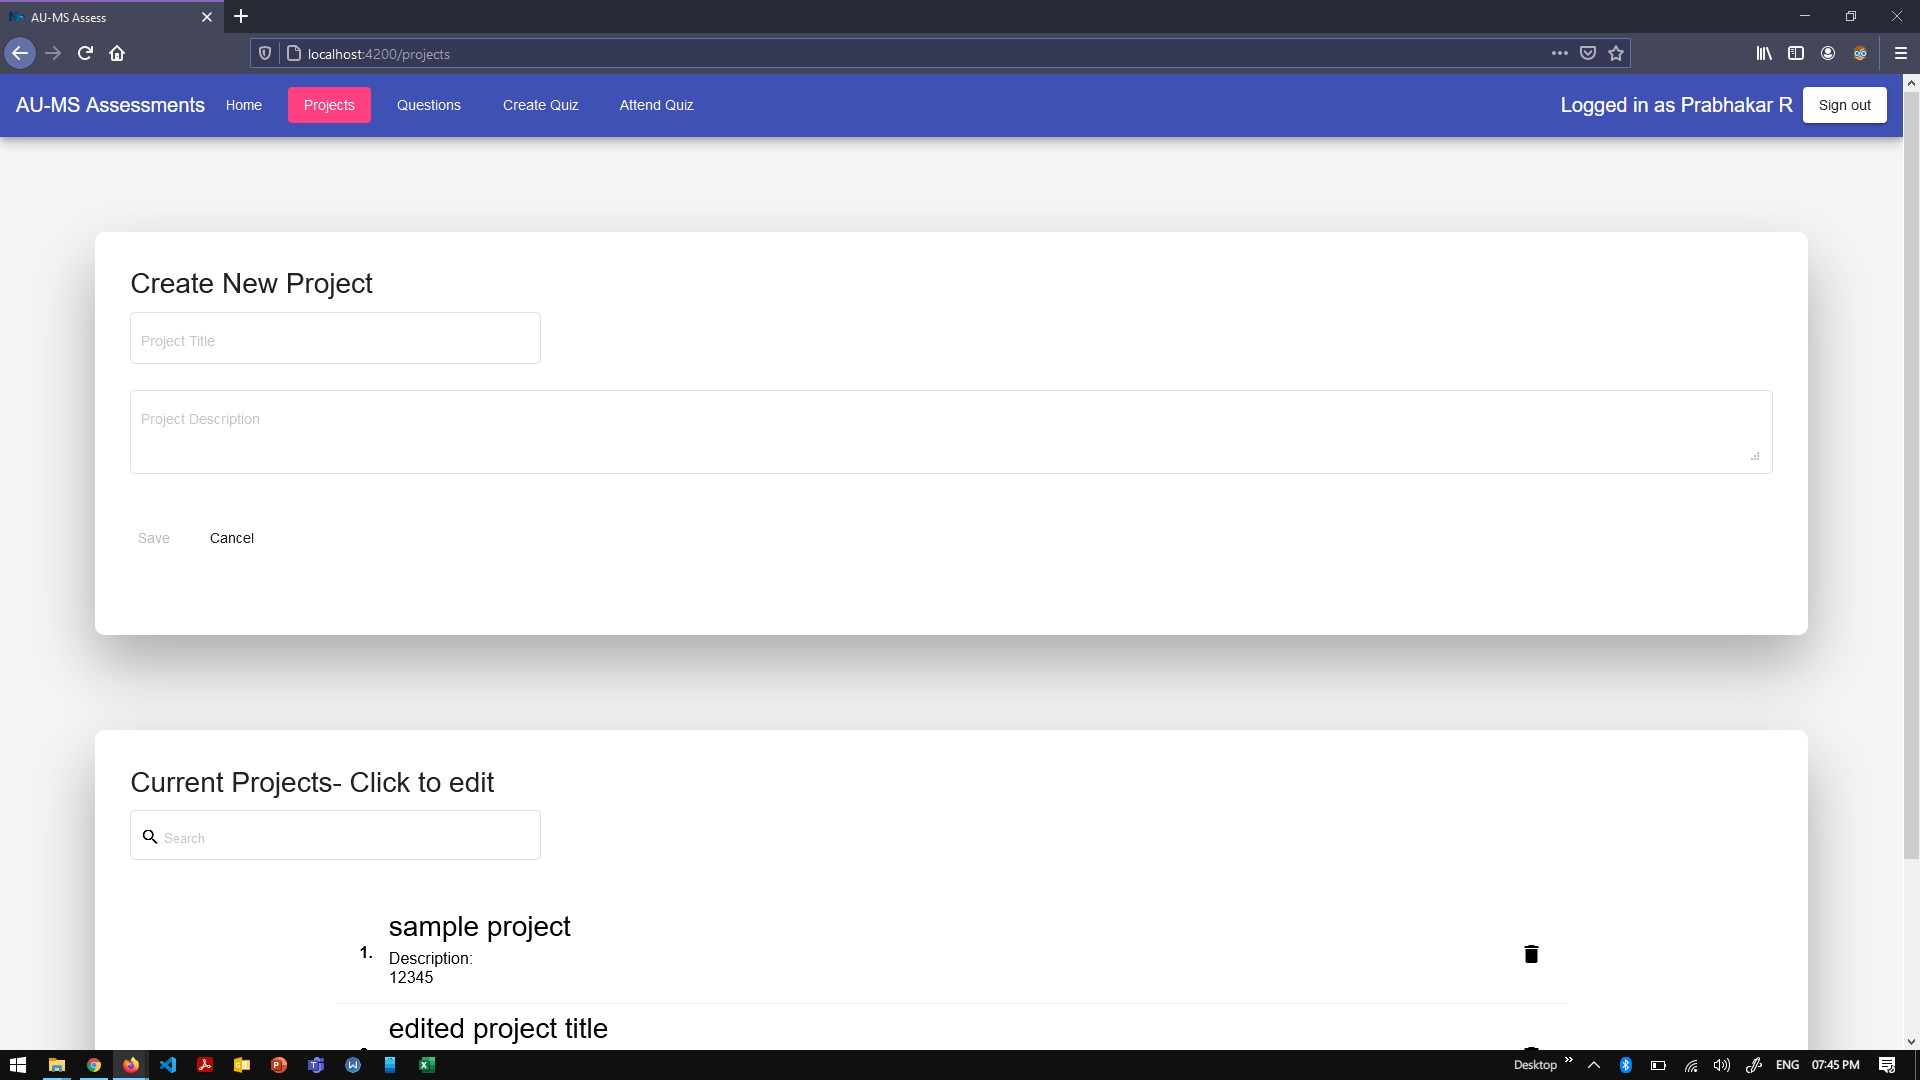 AU-MS Assess
localhost:4200/projects
AU-MS Assessments Home Projects Questions Create Quiz Attend Quiz Logged in as Prabhakar R Sign out
Create New Project
Project Title
Project Description
Save Cancel
Current Projects- Click to edit
Search
1. sample project
Description:
12345
edited project title
Desktop ENG 07:45 PM